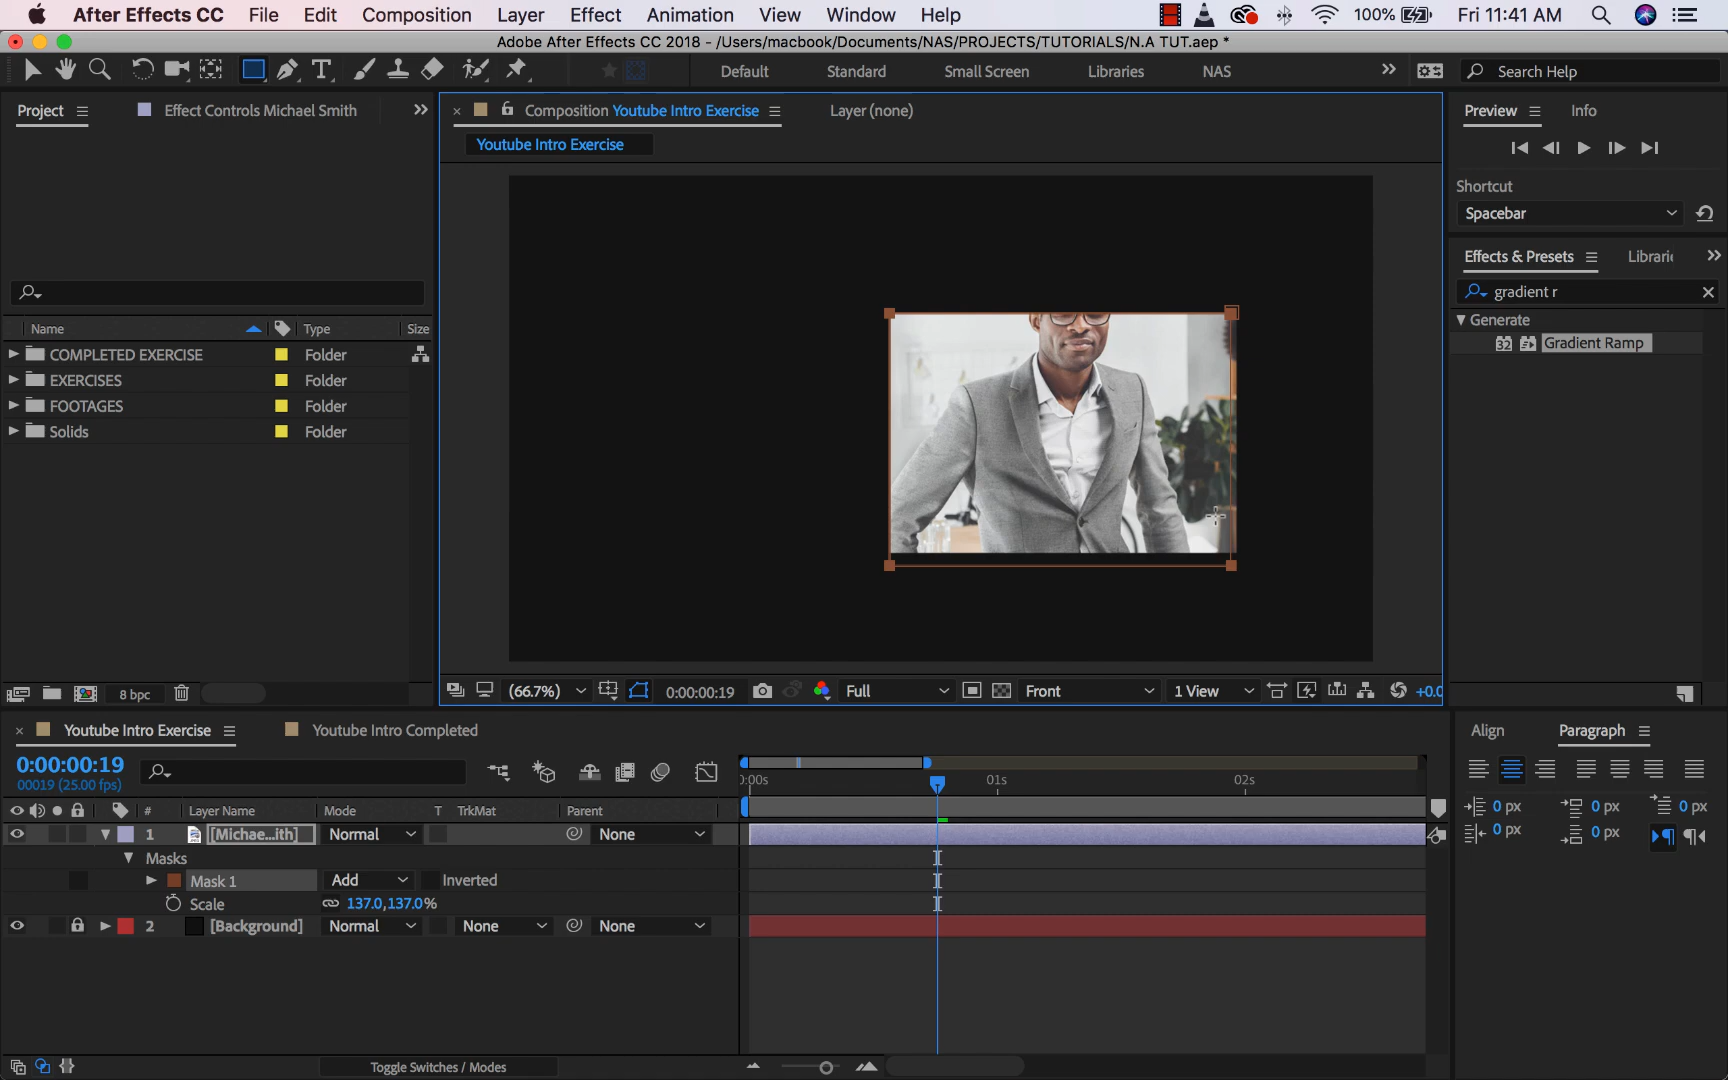 After Effects CC File Edit Composition Layer Effect Animation View Window Help 100% Fri 11:41 AM
Adobe After Effects CC 2018 - /Users/macbook/Documents/NAS/PROJECTS/TUTORIALS/N.A TUT.aep *
Default Standard Small Screen Libraries NAS Search Help
Project Effect Controls Michael Smith
Composition Youtube Intro Exercise Layer (none)
Youtube Intro Exercise
Preview Info
Shortcut
Spacebar
Effects & Presets Librari
gradient r
Generate
32 Gradient Ramp
Name Type Size
COMPLETED EXERCISE Folder
EXERCISES Folder
FOOTAGES Folder
Solids Folder
8 bpc
(66.7%) 0:00:00:19 Full Front 1 View +0.0
Youtube Intro Exercise Youtube Intro Completed
0:00:00:19
00019 (25.00 fps)
0:00s 01s 02s
# Layer Name Mode T TrkMat Parent
1 [Michae...ith] Normal None
Masks
Mask 1 Add Inverted
Scale 137.0,137.0%
2 [Background] Normal None None
Toggle Switches / Modes
Align Paragraph
0 px 0 px 0 px
0 px 0 px